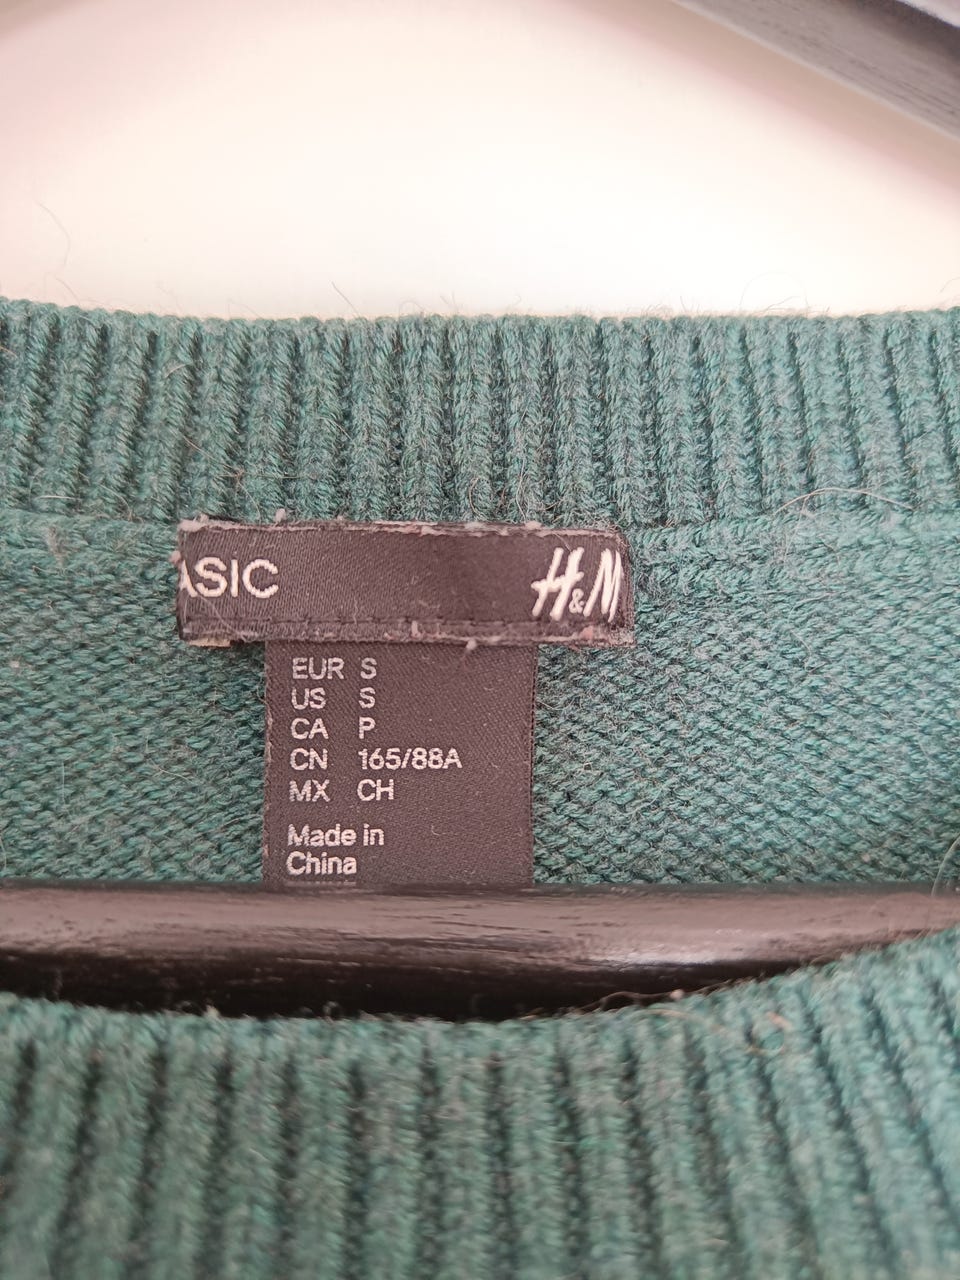 ASIC H&M
EUR S
US S
CA P
CN 165/88A
MX CH
Made in
China